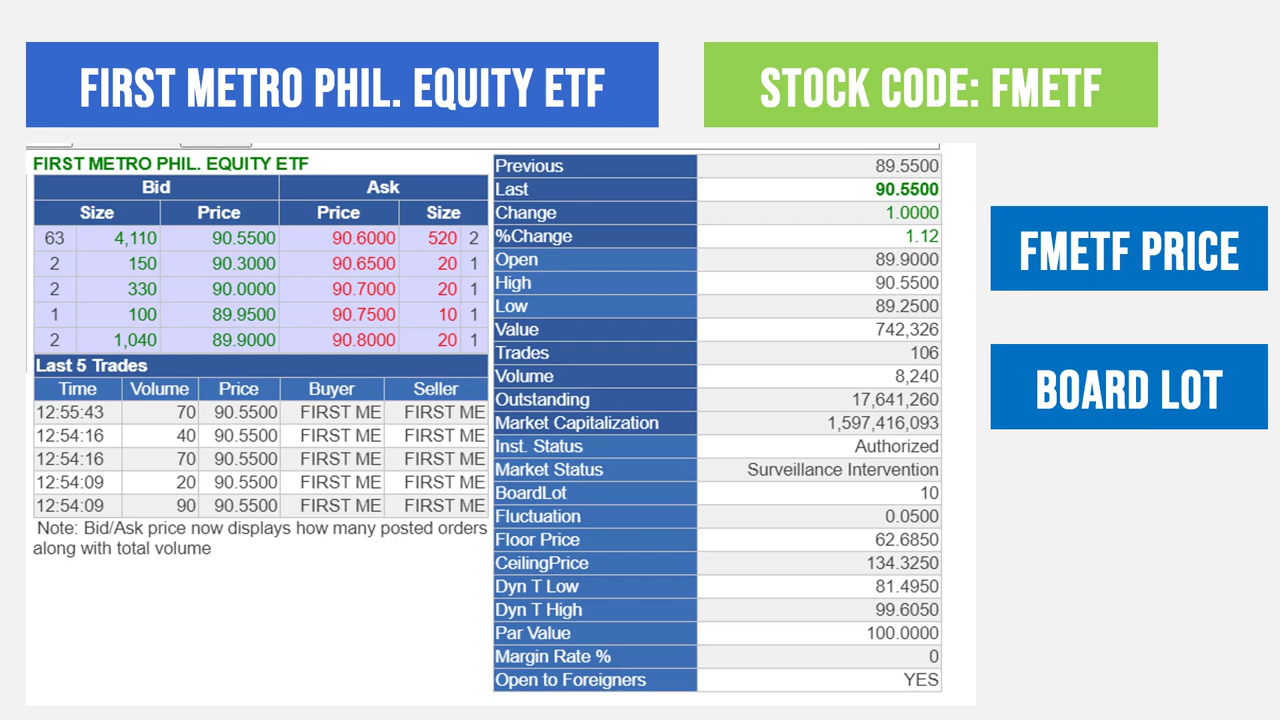 FIRST METRO PHIL. EQUITY ETF
STOCK CODE: FMETF
FIRST METRO PHIL. EQUITY ETF
Bid Ask
Size Price Price Size
63 4,110 90.5500 90.6000 520 2
2 150 90.3000 90.6500 20 1
2 330 90.0000 90.7000 20 1
1 100 89.9500 90.7500 10 1
2 1,040 89.9000 90.8000 20 1
Last 5 Trades
Time Volume Price Buyer Seller
12:55:43 70 90.5500 FIRST ME FIRST ME
12:54:16 40 90.5500 FIRST ME FIRST ME
12:54:16 70 90.5500 FIRST ME FIRST ME
12:54:09 20 90.5500 FIRST ME FIRST ME
12:54:09 90 90.5500 FIRST ME FIRST ME
Note: Bid/Ask price now displays how many posted orders
along with total volume
Previous 89.5500
Last 90.5500
Change 1.0000
%Change 1.12
Open 89.9000
High 90.5500
Low 89.2500
Value 742,326
Trades 106
Volume 8,240
Outstanding 17,641,260
Market Capitalization 1,597,416,093
Inst. Status Authorized
Market Status Surveillance Intervention
BoardLot 10
Fluctuation 0.0500
Floor Price 62.6850
CeilingPrice 134.3250
Dyn T Low 81.4950
Dyn T High 99.6050
Par Value 100.0000
Margin Rate % 0
Open to Foreigners YES
FMETF PRICE
BOARD LOT